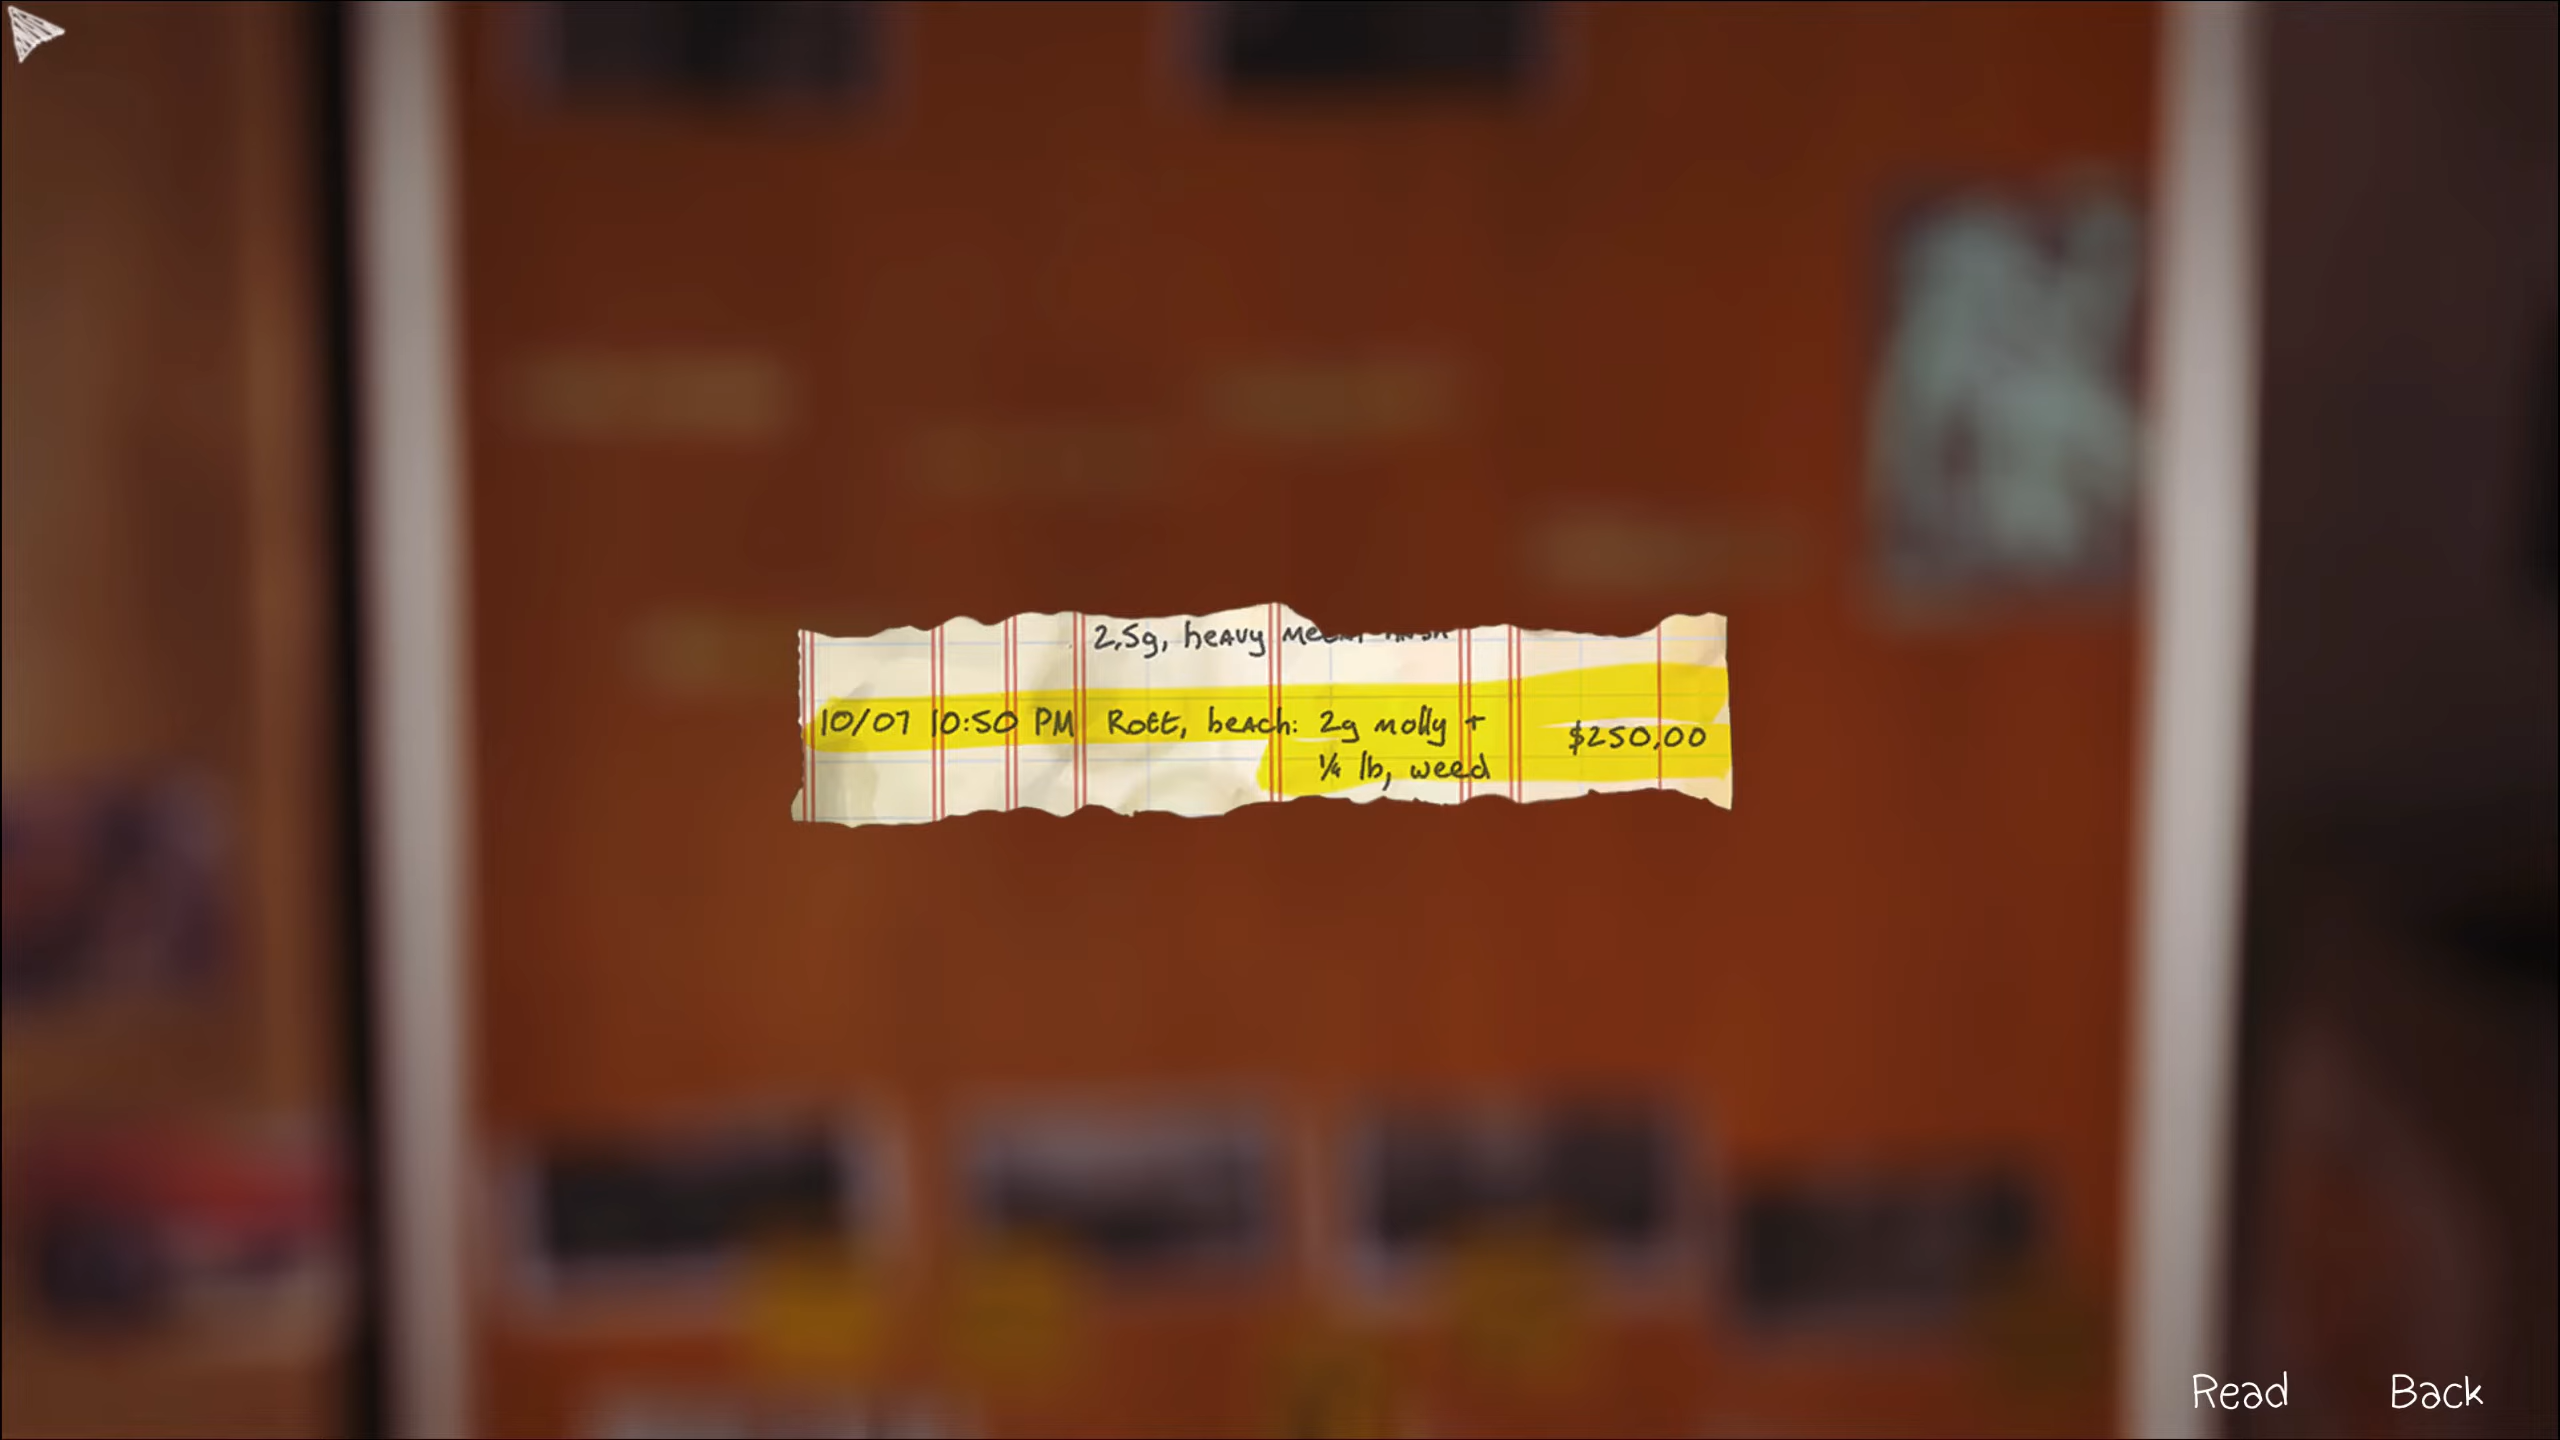 2,5g, heavy
10/07 10:50 PM Rott, beach: 2g molly +
1/4 lb, weed
$250,00
Read Back